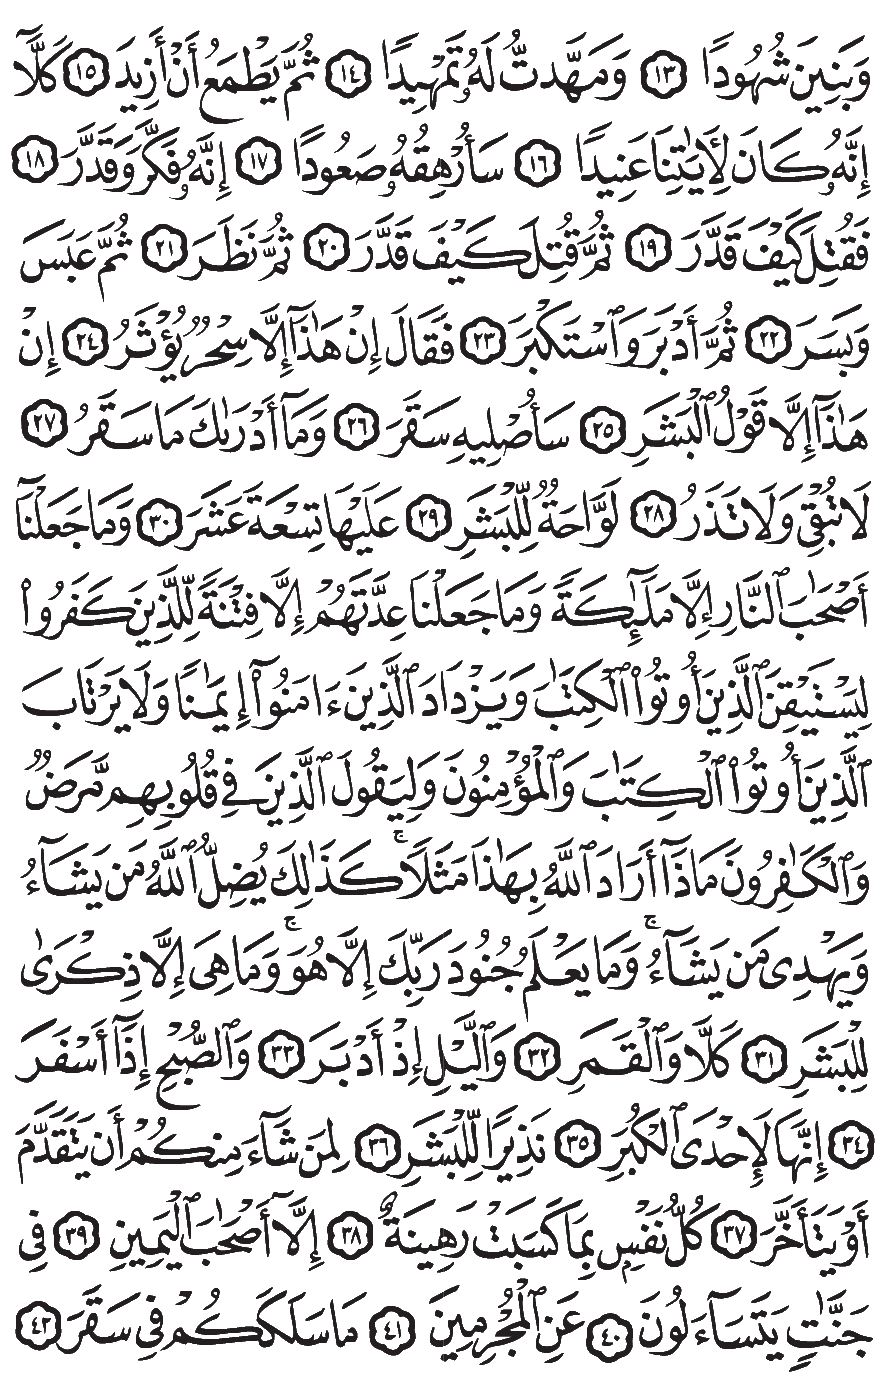 وَبَنِينَ شُهُودًا ١٣ وَمَهَّدتُّ لَهُۥ تَمْهِيدًا ١٤ ثُمَّ يَطْمَعُ أَنْ أَزِيدَ ١٥ كَلَّآ
إِنَّهُۥ كَانَ لِأَيَٰتِنَا عَنِيدًا ١٦ سَأُرْهِقُهُۥ صَعُودًا ١٧ إِنَّهُۥ فَكَّرَ وَقَدَّرَ ١٨
فَقُتِلَ كَيْفَ قَدَّرَ ١٩ ثُمَّ قُتِلَ كَيْفَ قَدَّرَ ٢٠ ثُمَّ نَظَرَ ٢١ ثُمَّ عَبَسَ
وَبَسَرَ ٢٢ ثُمَّ أَدْبَرَ وَٱسْتَكْبَرَ ٢٣ فَقَالَ إِنْ هَٰذَآ إِلَّا سِحْرٌ يُؤْثَرُ ٢٤ إِنْ
هَٰذَآ إِلَّا قَوْلُ ٱلْبَشَرِ ٢٥ سَأُصْلِيهِ سَقَرَ ٢٦ وَمَآ أَدْرَىٰكَ مَا سَقَرُ ٢٧
لَا تُبْقِى وَلَا تَذَرُ ٢٨ لَوَّاحَةٌ لِّلْبَشَرِ ٢٩ عَلَيْهَا تِسْعَةَ عَشَرَ ٣٠ وَمَا جَعَلْنَآ
أَصْحَٰبَ ٱلنَّارِ إِلَّا مَلَٰٓئِكَةً وَمَا جَعَلْنَا عِدَّتَهُمْ إِلَّا فِتْنَةً لِّلَّذِينَ كَفَرُوا۟
لِيَسْتَيْقِنَ ٱلَّذِينَ أُوتُوا۟ ٱلْكِتَٰبَ وَيَزْدَادَ ٱلَّذِينَ ءَامَنُوٓا۟ إِيمَٰنًا وَلَا يَرْتَابَ
ٱلَّذِينَ أُوتُوا۟ ٱلْكِتَٰبَ وَٱلْمُؤْمِنُونَ وَلِيَقُولَ ٱلَّذِينَ فِى قُلُوبِهِم مَّرَضٌ
وَٱلْكَٰفِرُونَ مَاذَآ أَرَادَ ٱللَّهُ بِهَٰذَا مَثَلًا ۚ كَذَٰلِكَ يُضِلُّ ٱللَّهُ مَن يَشَآءُ
وَيَهْدِى مَن يَشَآءُ ۚ وَمَا يَعْلَمُ جُنُودَ رَبِّكَ إِلَّا هُوَ ۚ وَمَا هِىَ إِلَّا ذِكْرَىٰ
لِلْبَشَرِ ٣١ كَلَّا وَٱلْقَمَرِ ٣٢ وَٱلَّيْلِ إِذْ أَدْبَرَ ٣٣ وَٱلصُّبْحِ إِذَآ أَسْفَرَ
٣٤ إِنَّهَا لَإِحْدَى ٱلْكُبَرِ ٣٥ نَذِيرًا لِّلْبَشَرِ ٣٦ لِمَن شَآءَ مِنكُمْ أَن يَتَقَدَّمَ
أَوْ يَتَأَخَّرَ ٣٧ كُلُّ نَفْسٍۭ بِمَا كَسَبَتْ رَهِينَةٌ ٣٨ إِلَّآ أَصْحَٰبَ ٱلْيَمِينِ ٣٩ فِى
جَنَّٰتٍ يَتَسَآءَلُونَ ٤٠ عَنِ ٱلْمُجْرِمِينَ ٤١ مَا سَلَكَكُمْ فِى سَقَرَ ٤٢